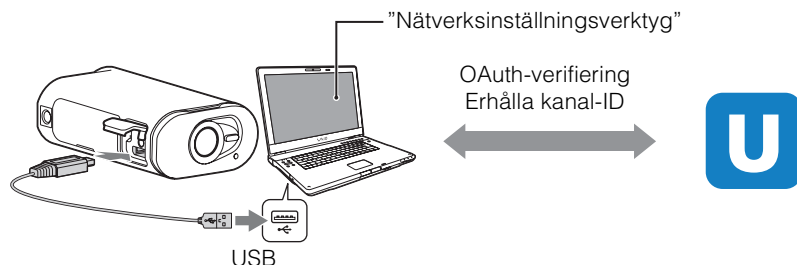 ”Nätverksinställningsverktyg”
OAuth-verifiering
Erhålla kanal-ID
U
USB